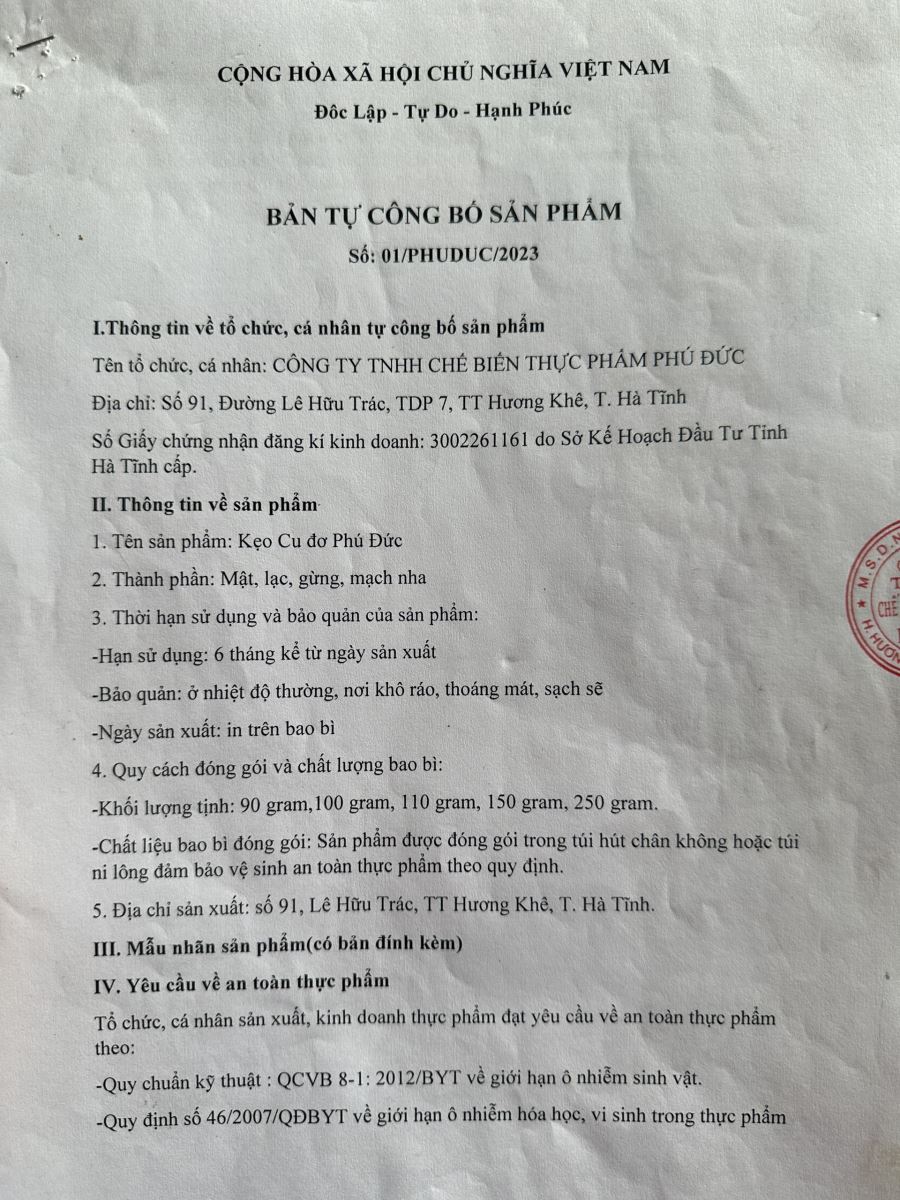 CỘNG HÒA XÃ HỘI CHỦ NGHĨA VIỆT NAM
Đôc Lập - Tự Do - Hạnh Phúc
BẢN TỰ CÔNG BÓ SẢN PHẨM
Số: 01/PHUDUC/2023
I.Thông tin về tổ chức, cá nhân tự công bố sản phẩm
Tên tổ chức, cá nhân: CÔNG TY TNHH CHẾ BIẾN THỰC PHẨM PHÚ ĐỨC
Địa chỉ: Số 91, Đường Lê Hữu Trác, TDP 7, TT Hương Khê, T. Hà Tĩnh
Số Giấy chứng nhận đăng kí kinh doanh: 3002261161 do Sở Kế Hoạch Đầu Tư Tỉnh
Hà Tĩnh cấp.
II. Thông tin về sản phẩm
1. Tên sản phẩm: Kẹo Cu đơ Phú Đức
2. Thành phần: Mật, lạc, gừng, mạch nha
3. Thời hạn sử dụng và bảo quản của sản phẩm:
-Hạn sử dụng: 6 tháng kể từ ngày sản xuất
-Bảo quản: ở nhiệt độ thường, nơi khô ráo, thoáng mát, sạch sẽ
-Ngày sản xuất: in trên bao bì
4. Quy cách đóng gói và chất lượng bao bì:
-Khối lượng tịnh: 90 gram,100 gram, 110 gram, 150 gram, 250 gram.
-Chất liệu bao bì đóng gói: Sản phẩm được đóng gói trong túi hút chân không hoặc túi
ni lông đảm bảo vệ sinh an toàn thực phẩm theo quy định.
5. Địa chỉ sản xuất: số 91, Lê Hữu Trác, TT Hương Khê, T. Hà Tĩnh.
III. Mẫu nhãn sản phẩm(có bản đính kèm)
IV. Yêu cầu về an toàn thực phẩm
Tổ chức, cá nhân sản xuất, kinh doanh thực phẩm đạt yêu cầu về an toàn thực phẩm
theo:
-Quy chuẩn kỹ thuật : QCVB 8-1: 2012/BYT về giới hạn ô nhiễm sinh vật.
-Quy định số 46/2007/QĐBYT về giới hạn ô nhiễm hóa học, vi sinh trong thực phẩm
M.S.D.N
CHẾ